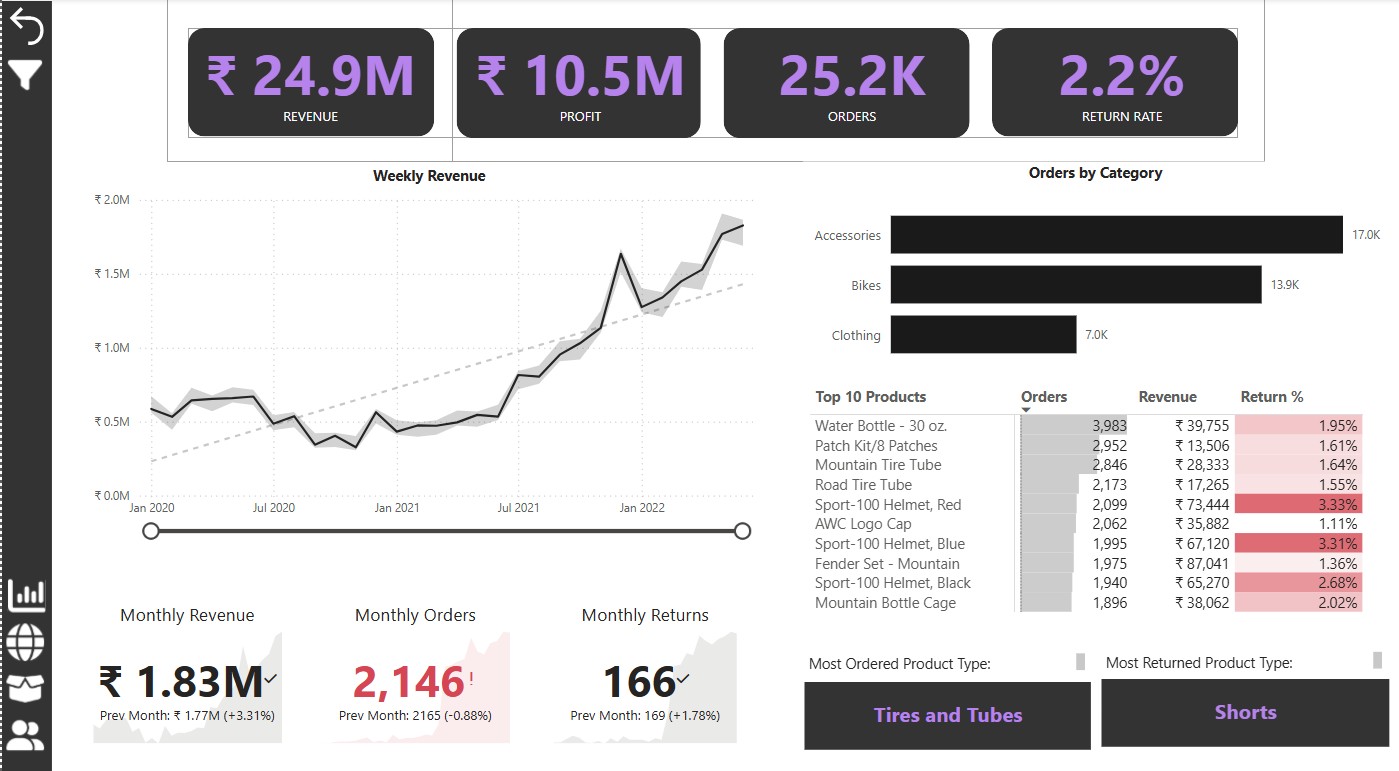 ₹ 24.9M
REVENUE
₹ 10.5M
PROFIT
25.2K
ORDERS
2.2%
RETURN RATE
Weekly Revenue
₹ 2.0M
₹ 1.5M
₹ 1.0M
₹ 0.5M
₹ 0.0M
Jan 2020 Jul 2020 Jan 2021 Jul 2021 Jan 2022
Orders by Category
Accessories 17.0K
Bikes 13.9K
Clothing 7.0K
Top 10 Products Orders Revenue Return %
Water Bottle - 30 oz. 3,983 ₹ 39,755 1.95%
Patch Kit/8 Patches 2,952 ₹ 13,506 1.61%
Mountain Tire Tube 2,846 ₹ 28,333 1.64%
Road Tire Tube 2,173 ₹ 17,265 1.55%
Sport-100 Helmet, Red 2,099 ₹ 73,444 3.33%
AWC Logo Cap 2,062 ₹ 35,882 1.11%
Sport-100 Helmet, Blue 1,995 ₹ 67,120 3.31%
Fender Set - Mountain 1,975 ₹ 87,041 1.36%
Sport-100 Helmet, Black 1,940 ₹ 65,270 2.68%
Mountain Bottle Cage 1,896 ₹ 38,062 2.02%
Monthly Revenue
₹ 1.83M
Prev Month: ₹ 1.77M (+3.31%)
Monthly Orders
2,146!
Prev Month: 2165 (-0.88%)
Monthly Returns
166
Prev Month: 169 (+1.78%)
Most Ordered Product Type:
Tires and Tubes
Most Returned Product Type:
Shorts